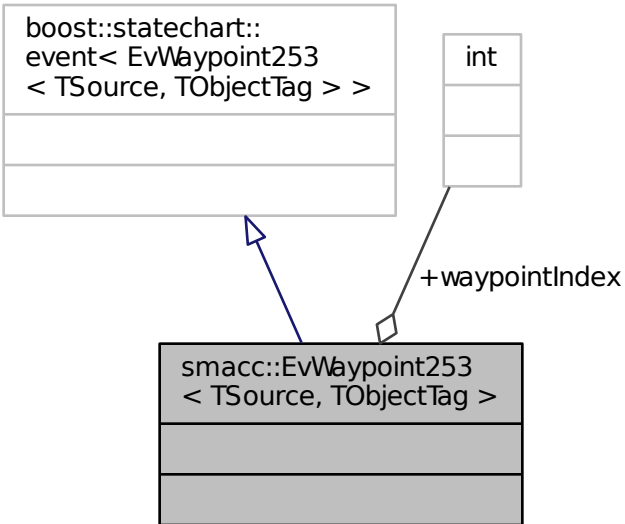 boost::statechart::
event< EvWaypoint253
< TSource, TObjectTag > >
int
+waypointIndex
smacc::EvWaypoint253
< TSource, TObjectTag >